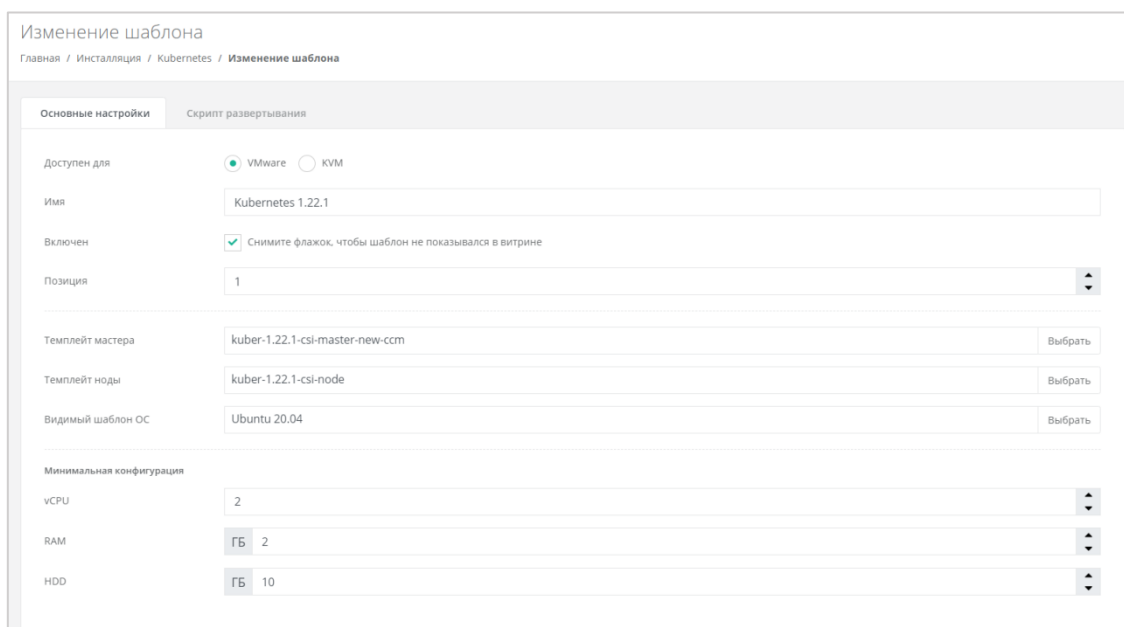 Изменение шаблона
Главная / Инсталляция / Kubernetes / Изменение шаблона
Основные настройки Скрипт развертывания
Доступен для VMware KVM
Имя Kubernetes 1.22.1
Включен Снимите флажок, чтобы шаблон не показывался в витрине
Позиция 1
Темплейт мастера kuber-1.22.1-csi-master-new-ccm Выбрать
Темплейт ноды kuber-1.22.1-csi-node Выбрать
Видимый шаблон ОС Ubuntu 20.04 Выбрать
Минимальная конфигурация
vCPU 2
RAM ГБ 2
HDD ГБ 10